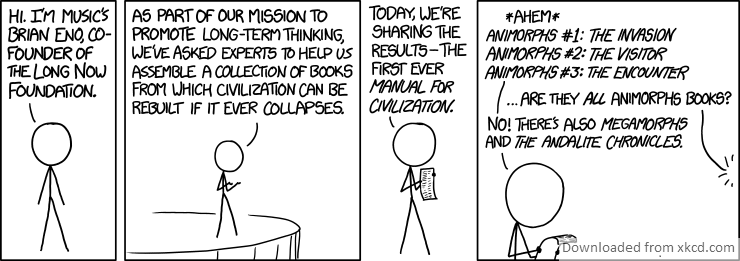 HI. I'M MUSIC'S
BRIAN ENO, CO-
FOUNDER OF
THE LONG NOW
FOUNDATION.
AS PART OF OUR MISSION TO
PROMOTE LONG-TERM THINKING,
WE'VE ASKED EXPERTS TO HELP US
ASSEMBLE A COLLECTION OF BOOKS
FROM WHICH CIVILIZATION CAN BE
REBUILT IF IT EVER COLLAPSES.
TODAY, WE'RE
SHARING THE
RESULTS—THE
FIRST EVER
MANUAL FOR
CIVILIZATION.
*AHEM*
ANIMORPHS #1: THE INVASION
ANIMORPHS #2: THE VISITOR
ANIMORPHS #3: THE ENCOUNTER
...ARE THEY ALL ANIMORPHS BOOKS?
NO! THERE'S ALSO MEGAMORPHS
AND THE ANDALITE CHRONICLES.
Downloaded from xkcd.com